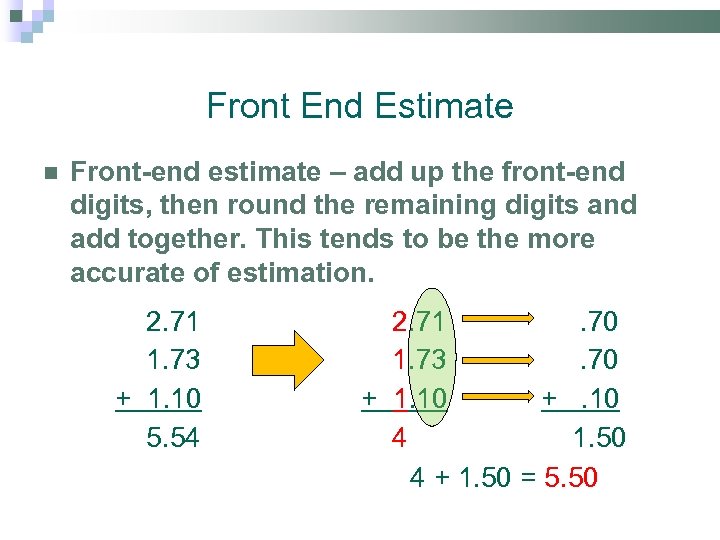 Front End Estimate
Front-end estimate – add up the front-end
digits, then round the remaining digits and
add together. This tends to be the more
accurate of estimation.
2. 71 2. 71 . 70
1. 73 1. 73 . 70
+ 1. 10 + 1. 10 + . 10
5. 54 4 1. 50
4 + 1. 50 = 5. 50